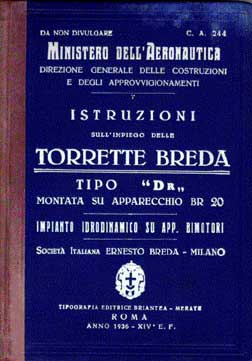 DA NON DIVULGARE C. A. 244
MINISTERO DELL'AERONAUTICA
DIREZIONE GENERALE DELLE COSTRUZIONI
E DEGLI APPROVVIGIONAMENTI
ISTRUZIONI
SULL'IMPIEGO DELLE
TORRETTE BREDA
TIPO "DR„
MONTATA SU APPARECCHIO BR 20
IMPIANTO IDRODINAMICO SU APP. BIMOTORI
SOCIETÀ ITALIANA ERNESTO BREDA - MILANO
TIPOGRAFIA EDITRICE BRIANTEA - MERATE
ROMA
ANNO 1936 - XIV° E. F.